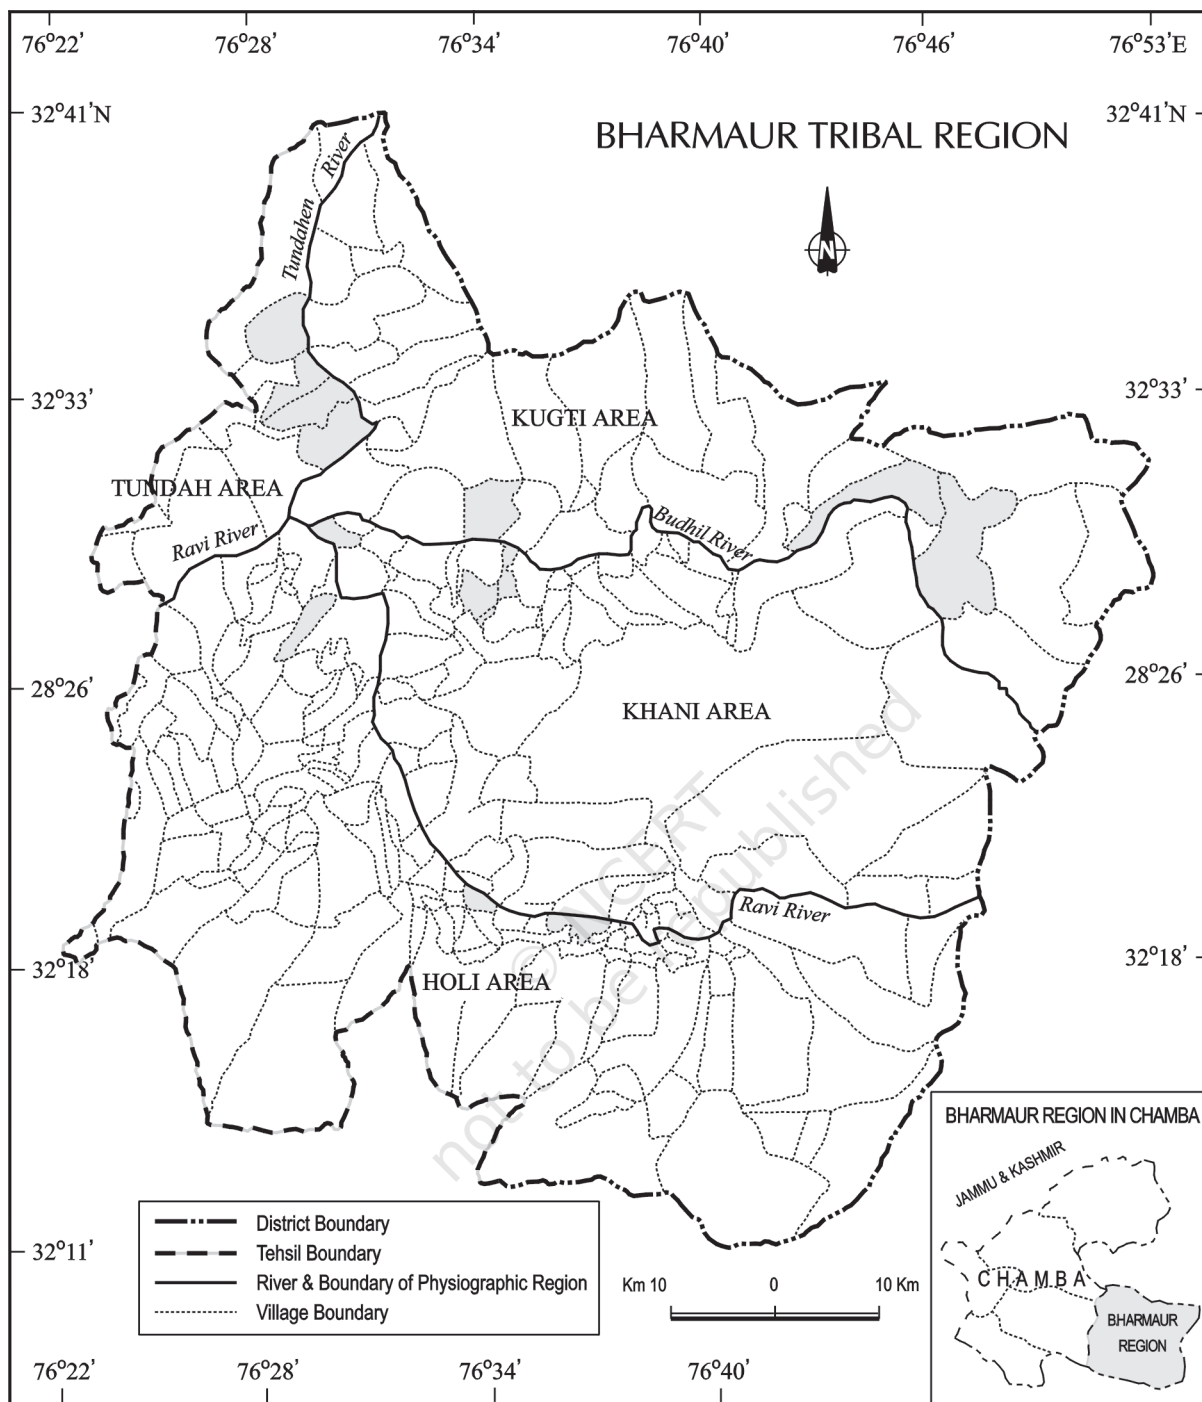 76°22' 76°28' 76°34' 76°40' 76°46' 76°53'E
32°41'N 32°41'N
BHARMAUR TRIBAL REGION
Tundahen River
N
32°33' 32°33'
KUGTI AREA
TUNDAH AREA
Ravi River
Budhil River
28°26' 28°26'
KHANI AREA
Ravi River
32°18' 32°18'
HOLI AREA
© NCERT
not to be republished
BHARMAUR REGION IN CHAMBA
JAMMU & KASHMIR
CHAMBA
BHARMAUR
REGION
District Boundary
Tehsil Boundary
River & Boundary of Physiographic Region
Village Boundary
32°11'
Km 10 0 10 Km
76°22' 76°28' 76°34' 76°40'